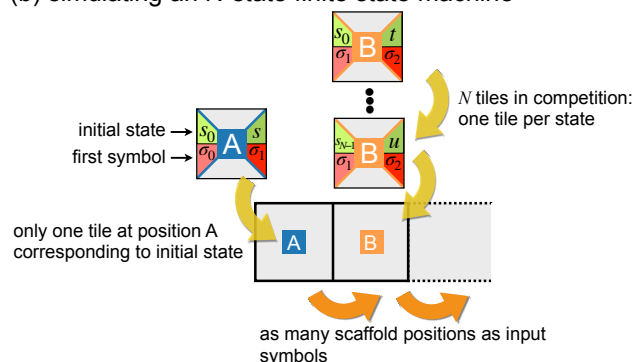 (b) simulating an N-state finite state machine
s₀ B t
σ₁ σ₂
N tiles in competition:
one tile per state
initial state
first symbol
s₀ A s
σ₀ σ₁
sN−1 B u
σ₁ σ₂
only one tile at position A
corresponding to initial state
A B
as many scaffold positions as input
symbols